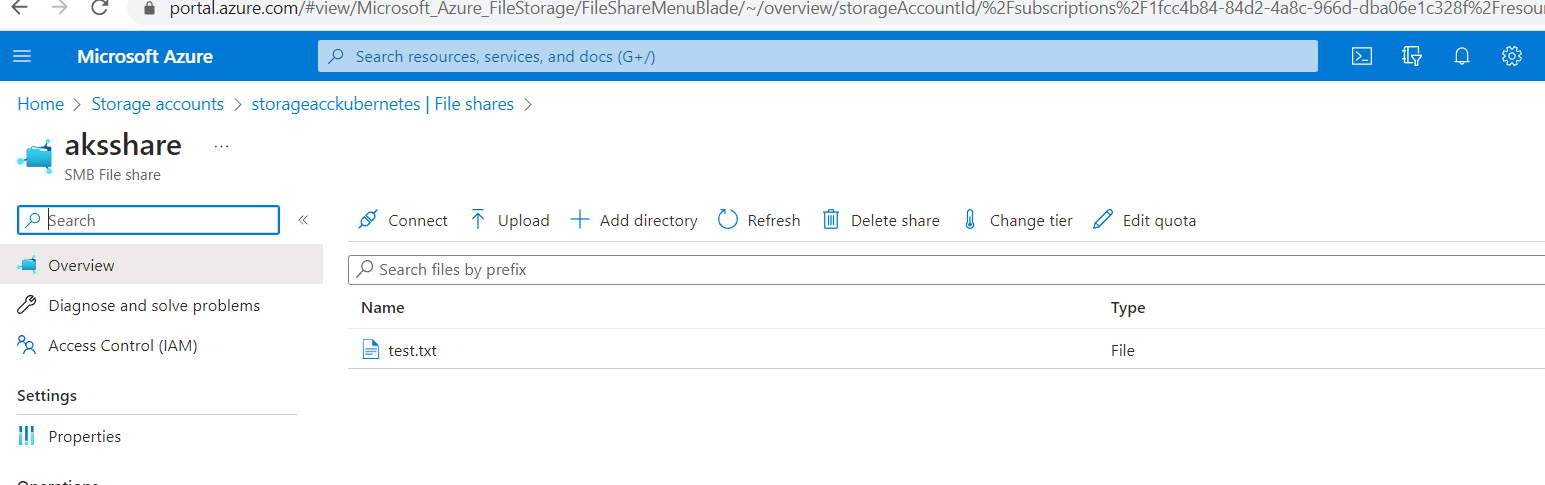 portal.azure.com/#view/Microsoft_Azure_FileStorage/FileShareMenuBlade/~/overview/storageAccountId/%2Fsubscriptions%2F1fcc4b84-84d2-4a8c-966d-dba06e1c328f%2Fresour
Microsoft Azure
Search resources, services, and docs (G+/)
Home > Storage accounts > storageacckubernetes | File shares >
aksshare ...
SMB File share
Search «
Connect Upload Add directory Refresh Delete share Change tier Edit quota
Overview
Search files by prefix
Name Type
Diagnose and solve problems
test.txt File
Access Control (IAM)
Settings
Properties
Operations